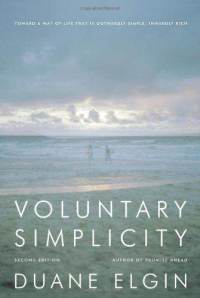 TOWARD A WAY OF LIFE THAT IS OUTWARDLY SIMPLE, INWARDLY RICH
VOLUNTARY
SIMPLICITY
SECOND EDITION AUTHOR OF PROMISE AHEAD
DUANE ELGIN